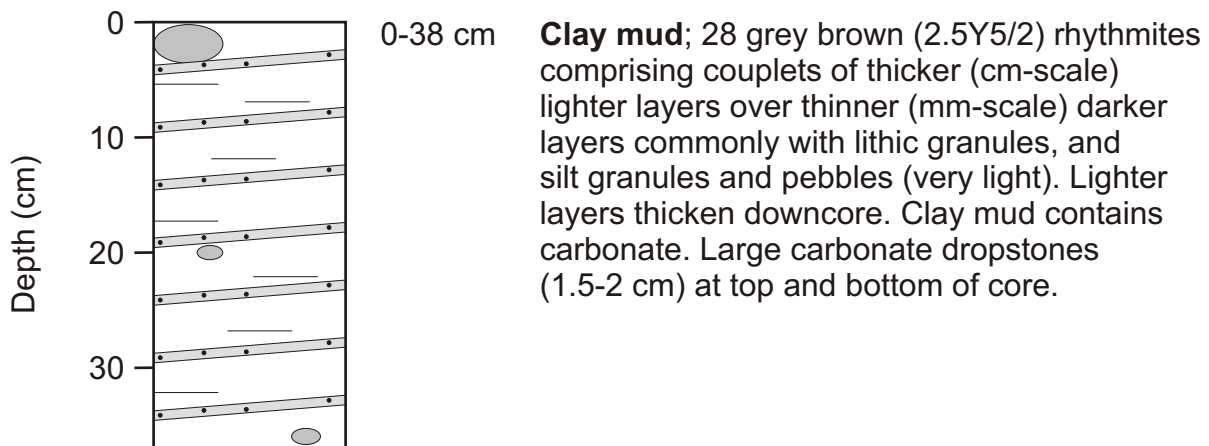 0
10
20
30
Depth (cm)
0-38 cm
Clay mud; 28 grey brown (2.5Y5/2) rhythmites
comprising couplets of thicker (cm-scale)
lighter layers over thinner (mm-scale) darker
layers commonly with lithic granules, and
silt granules and pebbles (very light). Lighter
layers thicken downcore. Clay mud contains
carbonate. Large carbonate dropstones
(1.5-2 cm) at top and bottom of core.